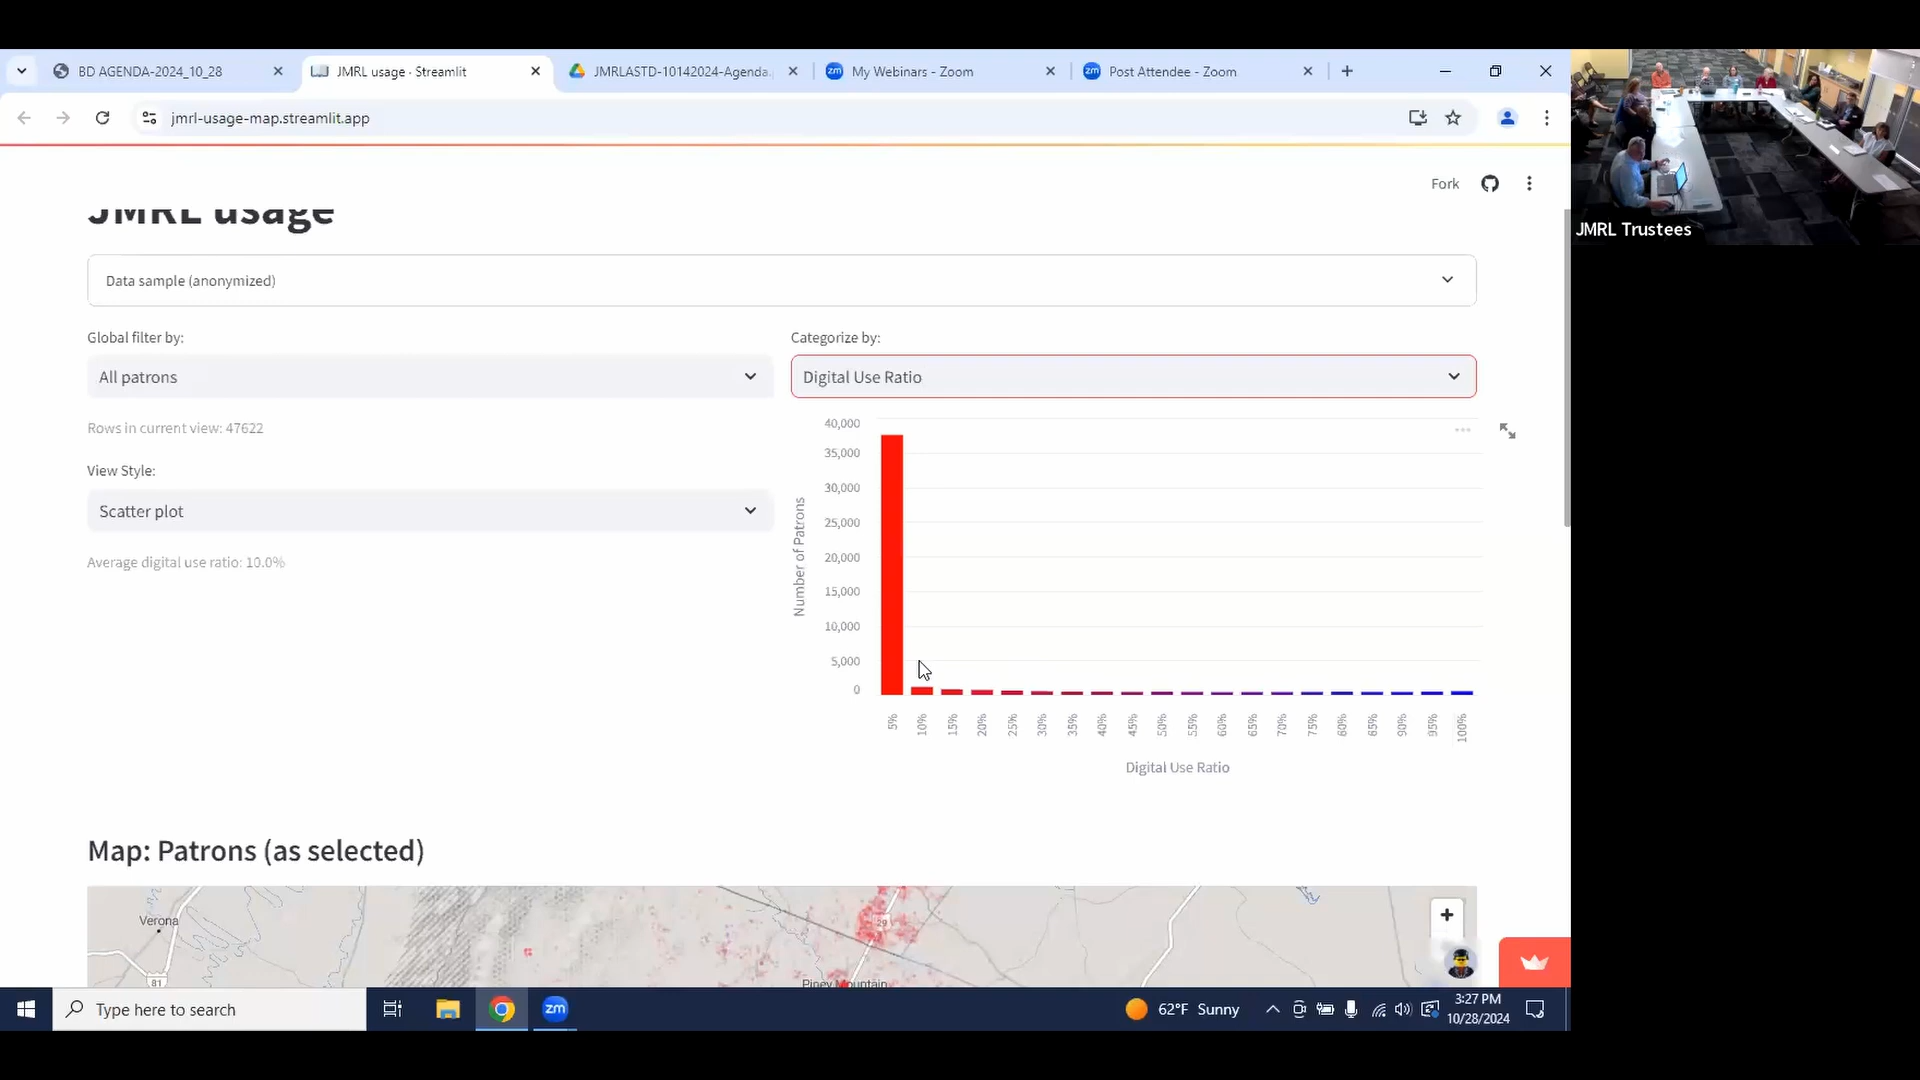 BD AGENDA-2024_10_28
JMRL usage · Streamlit
JMRLASTD-10142024-Agenda.
My Webinars - Zoom
Post Attendee - Zoom
jmrl-usage-map.streamlit.app
Fork
JMRL Trustees
JMRL usage
Data sample (anonymized)
Global filter by:
Categorize by:
All patrons
Digital Use Ratio
Rows in current view: 47622
View Style:
Scatter plot
Average digital use ratio: 10.0%
40,000
35,000
30,000
25,000
20,000
15,000
10,000
5,000
0
Number of Patrons
5% 10% 15% 20% 25% 30% 35% 40% 45% 50% 55% 60% 65% 70% 75% 80% 85% 90% 95% 100%
Digital Use Ratio
Map: Patrons (as selected)
Verona
81
29
Piney Mountain
+
Type here to search
zm
62°F Sunny
3:27 PM
10/28/2024